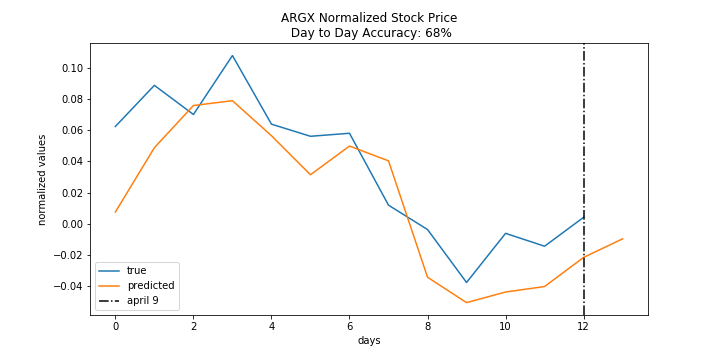 ARGX Normalized Stock Price
Day to Day Accuracy: 68%
normalized values
0.10
0.08
0.06
0.04
0.02
0.00
−0.02
−0.04
true
predicted
april 9
0 2 4 6 8 10 12
days